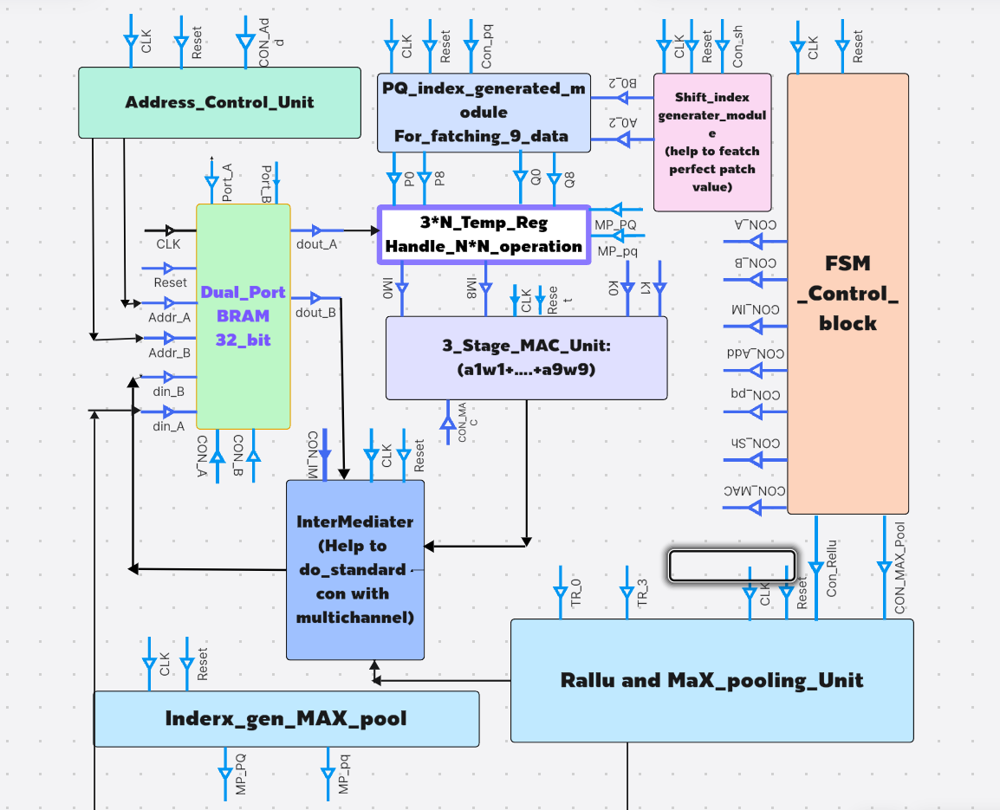 CLK
Reset
CON_Ad
d
Address_Control_Unit
CLK
Reset
Con_pq
PQ_index_generated_m
odule
For_fatching_9_data
B0_2
A0_2
CLK
Reset
Con_sh
Shift_index
generater_modul
e
(help to featch
perfect patch
value)
CLK
Reset
FSM
_Control_
block
CON_A
CON_B
CON_IM
CON_Add
CON_pq
CON_Sh
CON_MAC
P0
P8
Q0
Q8
3*N_Temp_Reg
Handle_N*N_operation
MP_PQ
MP_pq
Port_A
Port_B
CLK
Reset
Addr_A
Addr_B
din_B
din_A
Dual_Port
BRAM
32_bit
dout_A
dout_B
CON_A
CON_B
IM0
IM8
CLK
Rese
t
K0
K1
3_Stage_MAC_Unit:
(a1w1+....+a9w9)
CON_MA
C
CON_IM
CLK
Reset
InterMediater
(Help to
do_standard
con with
multichannel)
TR_0
TR_3
CLK
Reset
Con_Rellu
CON_MAX_Pool
Rallu and MaX_pooling_Unit
CLK
Reset
Inderx_gen_MAX_pool
MP_PQ
MP_pq